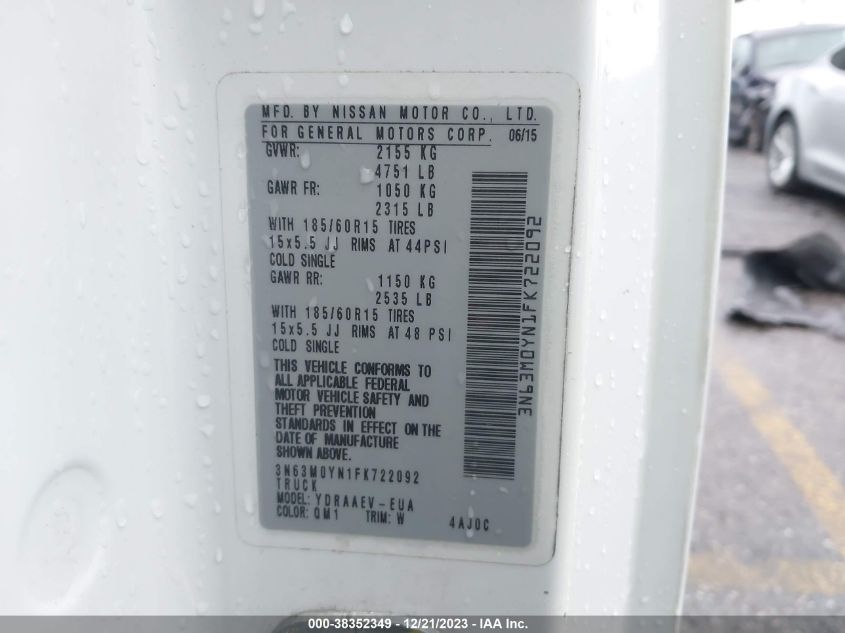 MFD. BY NISSAN MOTOR CO., LTD.
FOR GENERAL MOTORS CORP. 06/15
GVWR: 2155 KG
4751 LB
GAWR FR: 1050 KG
2315 LB
WITH 185/60R15 TIRES
15x5.5 JJ RIMS AT 44PSI
COLD SINGLE
GAWR RR: 1150 KG
2535 LB
WITH 185/60R15 TIRES
15x5.5 JJ RIMS AT 48 PSI
COLD SINGLE
THIS VEHICLE CONFORMS TO
ALL APPLICABLE FEDERAL
MOTOR VEHICLE SAFETY AND
THEFT PREVENTION
STANDARDS IN EFFECT ON THE
DATE OF MANUFACTURE
SHOWN ABOVE.
3N63M0YN1FK722092
TRUCK
MODEL: YDRAAEV-EUA
COLOR: QM1 TRIM: W 4AJ0C
3N63M0YN1FK722092
000-38352349 - 12/21/2023 - IAA Inc.